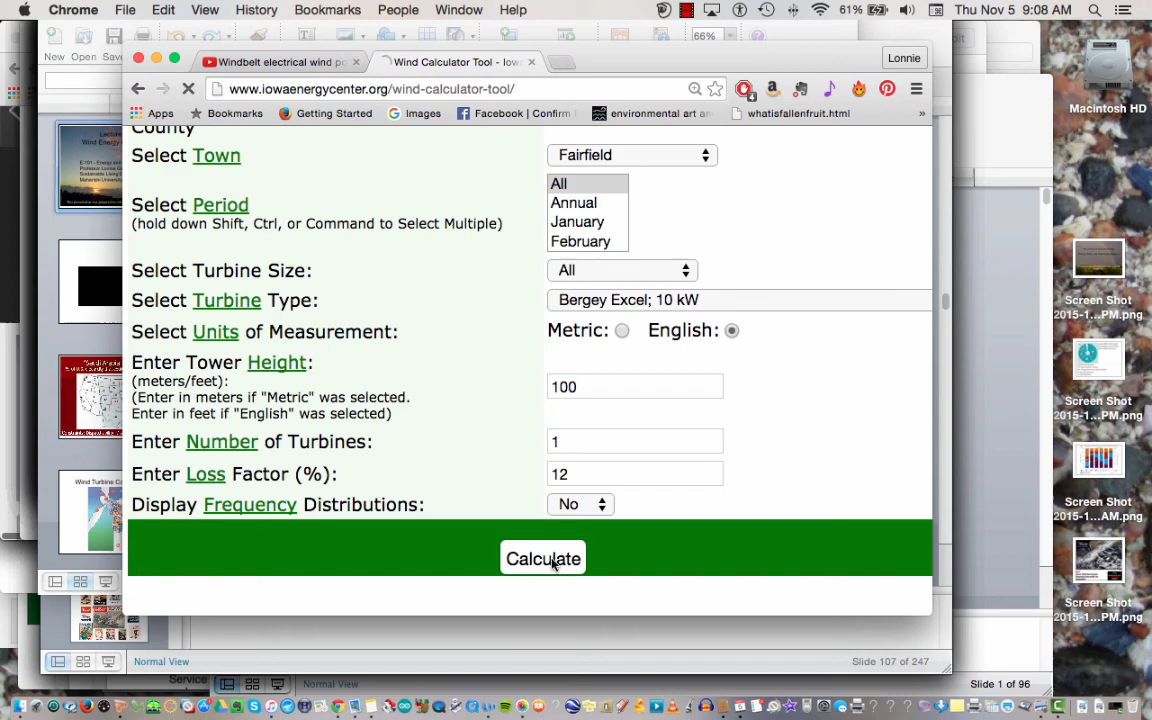 Chrome File Edit View History Bookmarks People Window Help
61% Thu Nov 5 9:08 AM
New Open Save
66%
Windbelt electrical wind po
Wind Calculator Tool - Iow
Lonnie
www.iowaenergycenter.org/wind-calculator-tool/
4
Apps Bookmarks Getting Started Images Facebook | Confirm environmental art an whatisfallenfruit.html »
County
Select Town
Fairfield
Select Period
(hold down Shift, Ctrl, or Command to Select Multiple)
All
Annual
January
February
Select Turbine Size:
All
Select Turbine Type:
Bergey Excel; 10 kW
Select Units of Measurement:
Metric: English:
Enter Tower Height:
(meters/feet):
(Enter in meters if "Metric" was selected.
Enter in feet if "English" was selected)
100
Enter Number of Turbines:
1
Enter Loss Factor (%):
12
Display Frequency Distributions:
No
Calculate
Macintosh HD
Screen Shot
2015-1...PM.png
Screen Shot
2015-1...PM.png
Screen Shot
2015-1...AM.png
Screen Shot
2015-1...PM.png
Wind Turbine Co
Normal View
Slide 107 of 247
Service
Normal View
Slide 1 of 96